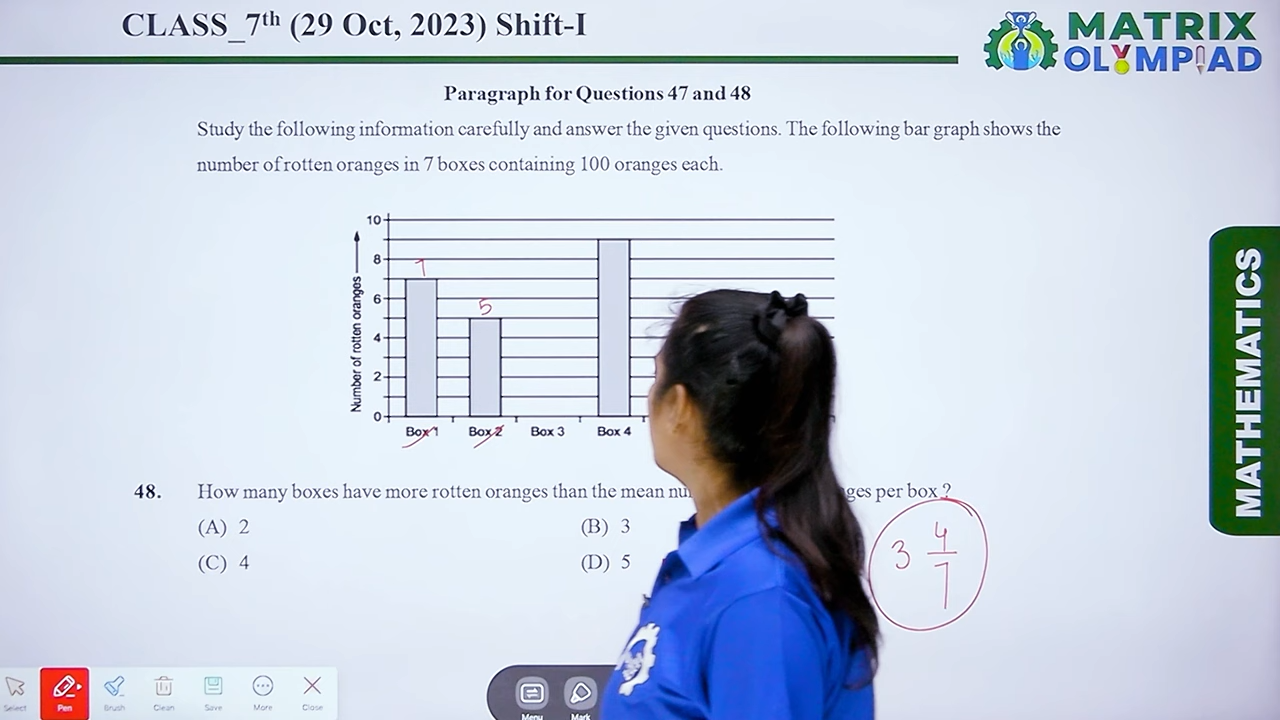 CLASS_7th (29 Oct, 2023) Shift-I
MATRIX
OLYMPIAD
Paragraph for Questions 47 and 48
Study the following information carefully and answer the given questions. The following bar graph shows the
number of rotten oranges in 7 boxes containing 100 oranges each.
10
8
6
4
2
0
Number of rotten oranges
7
5
Box 1
Box 2
Box 3
Box 4
48. How many boxes have more rotten oranges than the mean per box ?
(A) 2
(B) 3
(C) 4
(D) 5
3 4/7
MATHEMATICS
Select
Pen
Brush
Clean
Save
More
Close
Menu
Mark